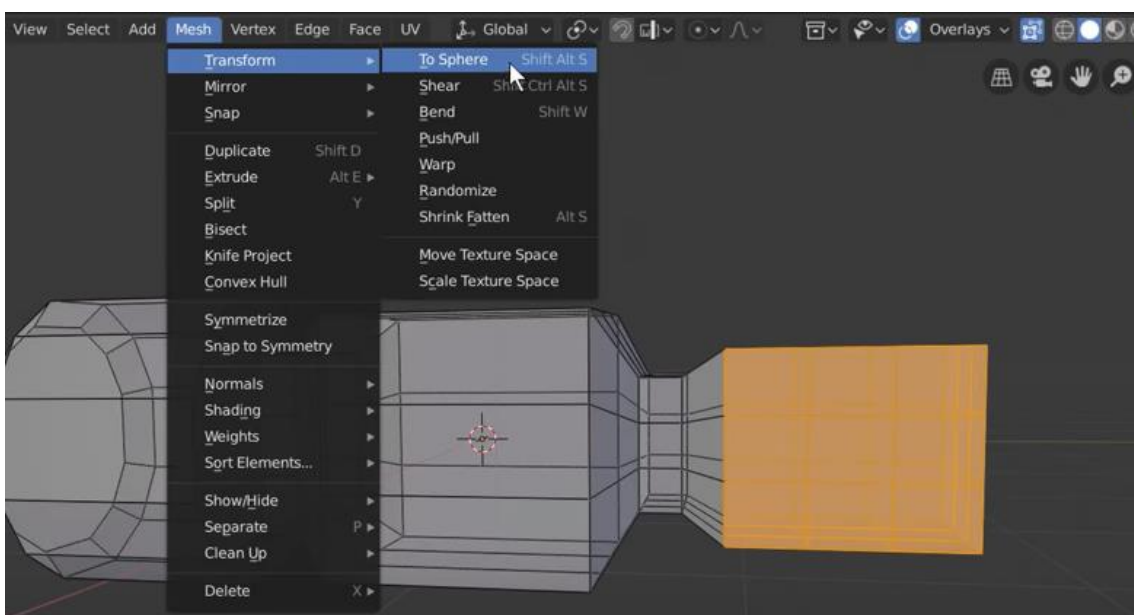 View Select Add Mesh Vertex Edge Face UV Global Overlays
Transform
Mirror
Snap
Duplicate Shift D
Extrude Alt E
Split Y
Bisect
Knife Project
Convex Hull
Symmetrize
Snap to Symmetry
Normals
Shading
Weights
Sort Elements...
Show/Hide
Separate P
Clean Up
Delete X
To Sphere Shift Alt S
Shear Shift Ctrl Alt S
Bend Shift W
Push/Pull
Warp
Randomize
Shrink Fatten Alt S
Move Texture Space
Scale Texture Space